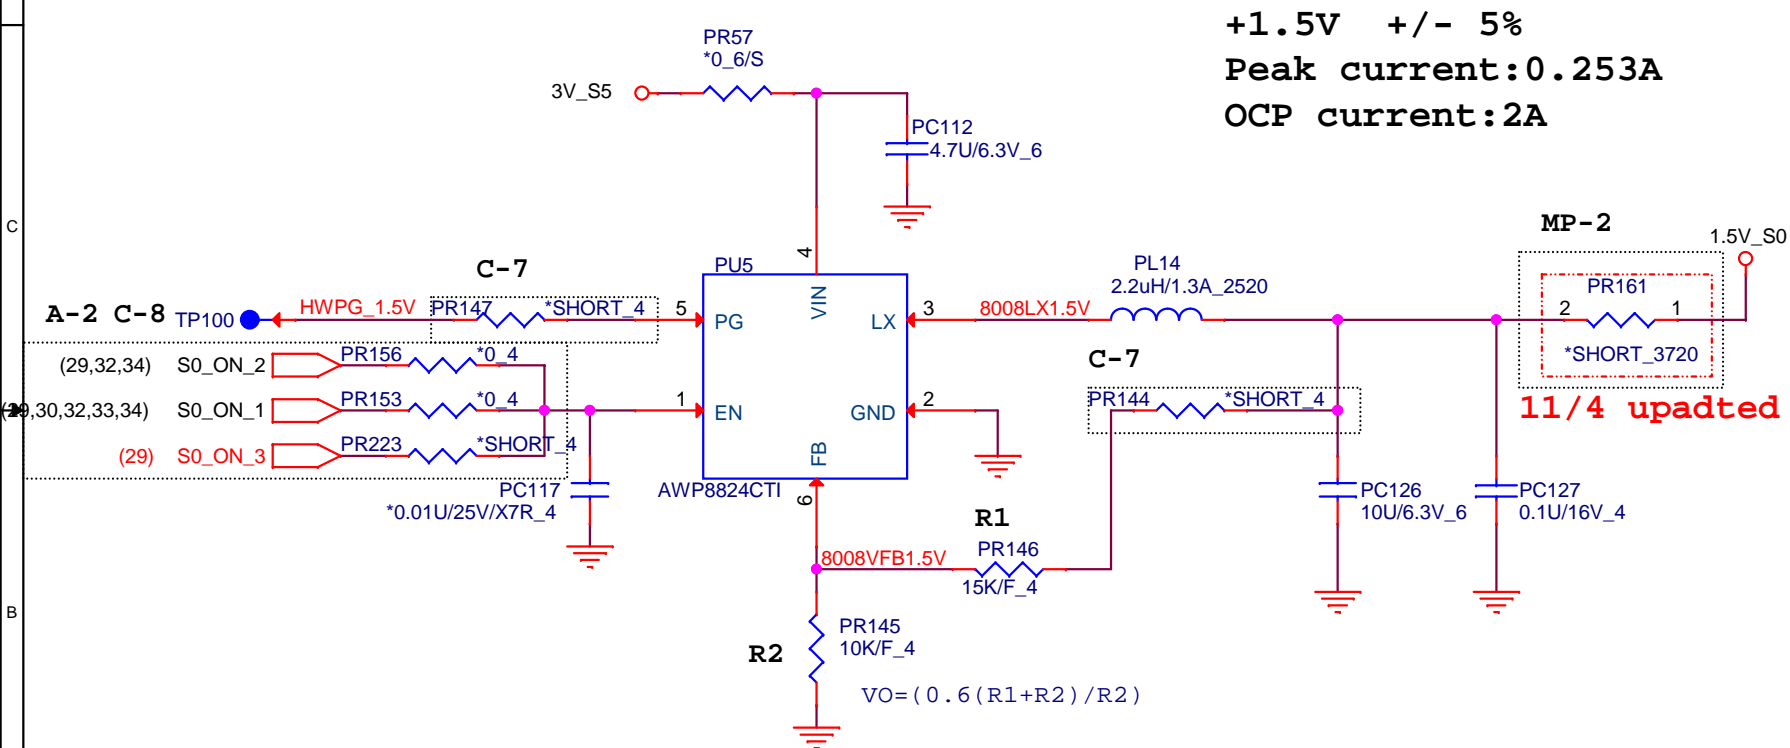 +1.5V +/- 5%
Peak current:0.253A
OCP current:2A
PR57
*0_6/S
3V_S5
PC112
4.7U/6.3V_6
C
MP-2
1.5V_S0
4
C-7
PU5
PL14
2.2uH/1.3A_2520
PR161
A-2 C-8
TP100
HWPG_1.5V
PR147
*SHORT_4
5
PG
VIN
LX
3
8008LX1.5V
2
1
*SHORT_3720
(29,32,34)
S0_ON_2
PR156
*0_4
C-7
PR144
*SHORT_4
11/4 upadted
,30,32,33,34)
S0_ON_1
PR153
*0_4
1
EN
GND
2
(29)
S0_ON_3
PR223
*SHORT_4
FB
PC117
*0.01U/25V/X7R_4
AWP8824CTI
6
PC126
10U/6.3V_6
PC127
0.1U/16V_4
R1
8008VFB1.5V
PR146
15K/F_4
B
R2
PR145
10K/F_4
VO=(0.6(R1+R2)/R2)